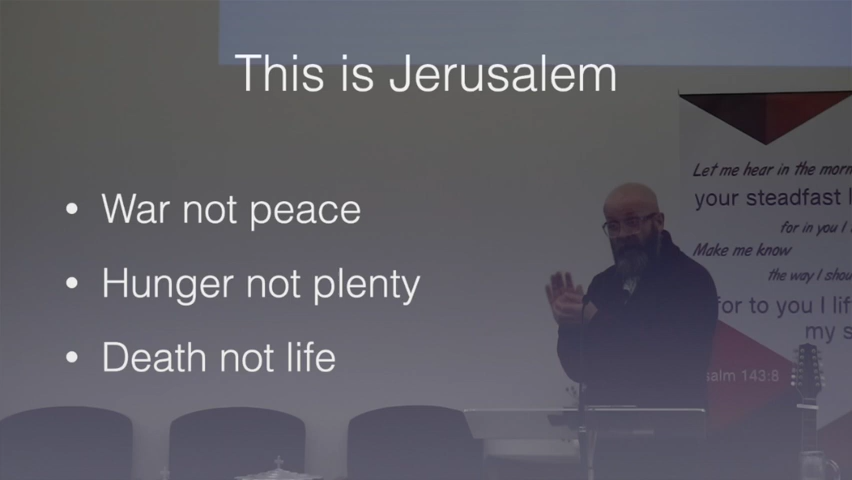 This is Jerusalem
• War not peace
• Hunger not plenty
• Death not life
Let me hear in the morn
your steadfast l
for in you I
Make me know
the way I shou
for to you I lif
my s
salm 143:8